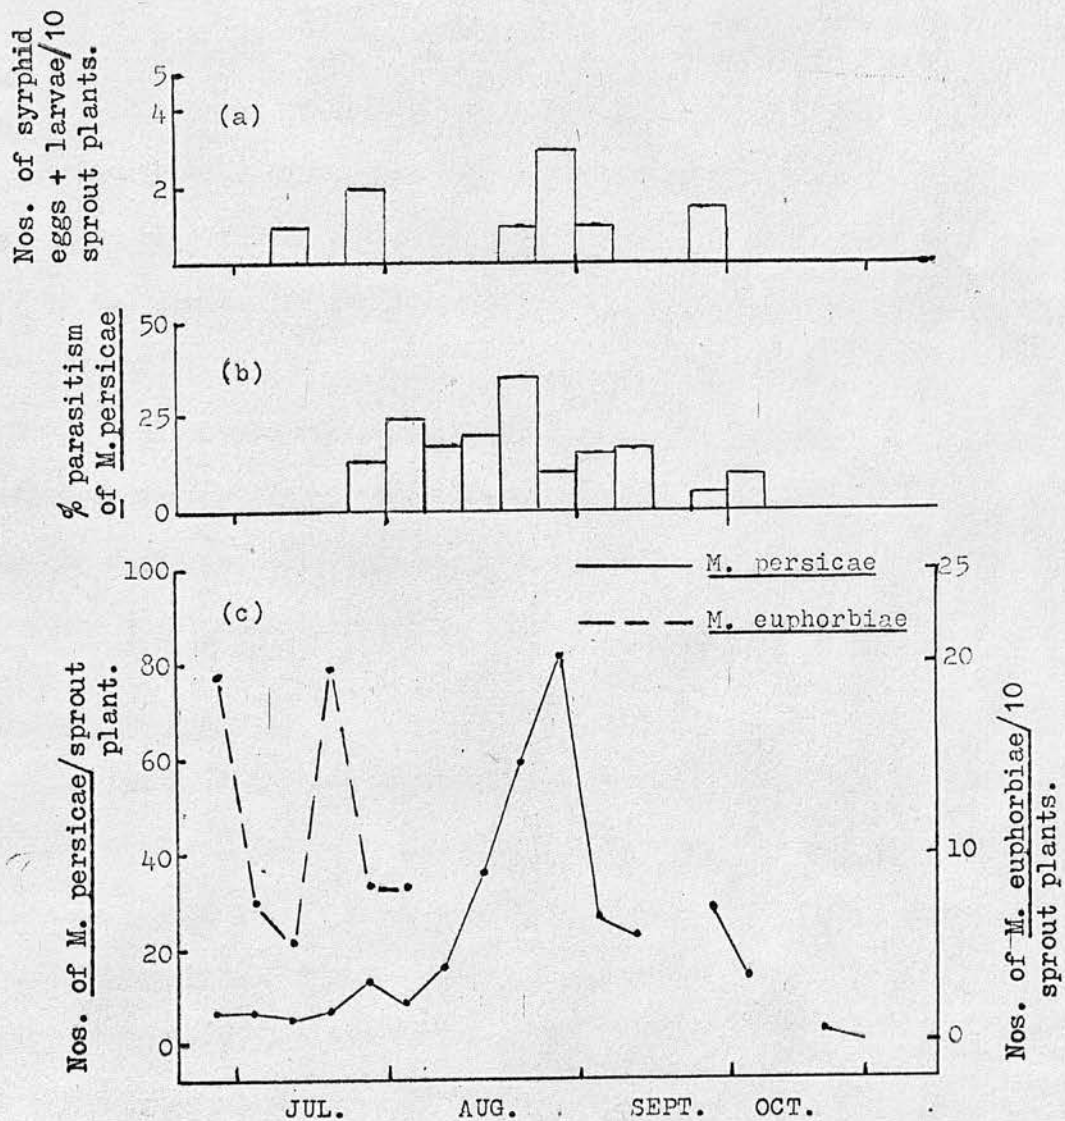 Nos. of syrphid
eggs + larvae/10
sprout plants.
5
4
2
(a)
% parasitism
of M.persicae
50
25
0
(b)
Nos. of M. persicae/sprout
plant.
100
80
60
40
20
0
(c)
M. persicae
M. euphorbiae
25
20
10
0
Nos. of M. euphorbiae/10
sprout plants.
JUL. AUG. SEPT. OCT.